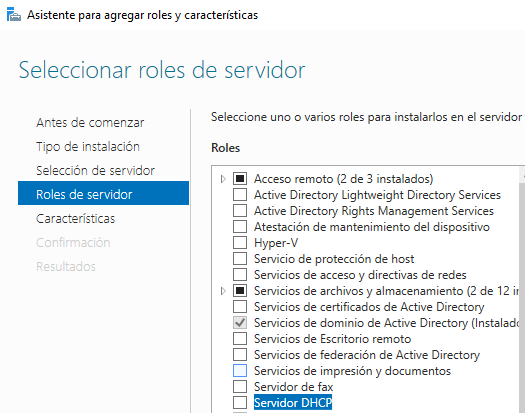 Asistente para agregar roles y características
Seleccionar roles de servidor
Antes de comenzar
Tipo de instalación
Selección de servidor
Roles de servidor
Características
Confirmación
Resultados
Seleccione uno o varios roles para instalarlos en el servidor
Roles
Acceso remoto (2 de 3 instalados)
Active Directory Lightweight Directory Services
Active Directory Rights Management Services
Atestación de mantenimiento del dispositivo
Hyper-V
Servicio de protección de host
Servicios de acceso y directivas de redes
Servicios de archivos y almacenamiento (2 de 12 in
Servicios de certificados de Active Directory
Servicios de dominio de Active Directory (Instalado
Servicios de Escritorio remoto
Servicios de federación de Active Directory
Servicios de impresión y documentos
Servidor de fax
Servidor DHCP